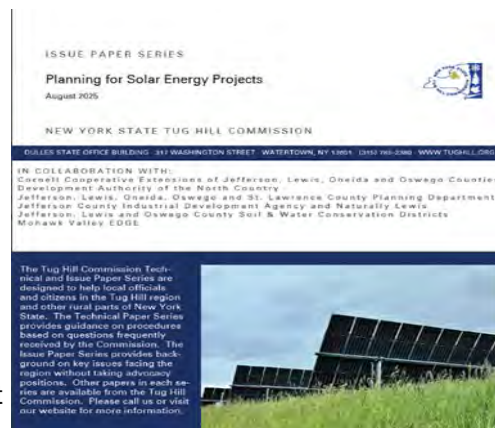 ISSUE PAPER SERIES
Planning for Solar Energy Projects
August 2025
NEW YORK STATE TUG HILL COMMISSION
DULLES STATE OFFICE BUILDING · 317 WASHINGTON STREET · WATERTOWN, NY 13601 · (315) 785-2380 · WWW.TUGHILL.ORG
IN COLLABORATION WITH:
Cornell Cooperative Extensions of Jefferson, Lewis, Oneida and Oswego Counties
Development Authority of the North Country
Jefferson, Lewis, Oneida, Oswego and St. Lawrence County Planning Department
Jefferson County Industrial Development Agency and Naturally Lewis
Jefferson, Lewis and Oswego County Soil & Water Conservation Districts
Mohawk Valley EDGE
The Tug Hill Commission Tech-
nical and Issue Paper Series are
designed to help local officials
and citizens in the Tug Hill region
and other rural parts of New York
State. The Technical Paper Series
provides guidance on procedures
based on questions frequently
received by the Commission. The
Issue Paper Series provides back-
ground on key issues facing the
region without taking advocacy
positions. Other papers in each se-
ries are available from the Tug Hill
Commission. Please call us or visit
our website for more information.